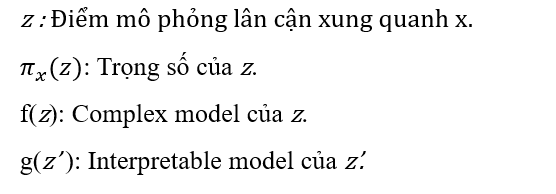 z : Điểm mô phỏng lân cận xung quanh x.
πₓ(z): Trọng số của z.
f(z): Complex model của z.
g(z’): Interpretable model của z’.